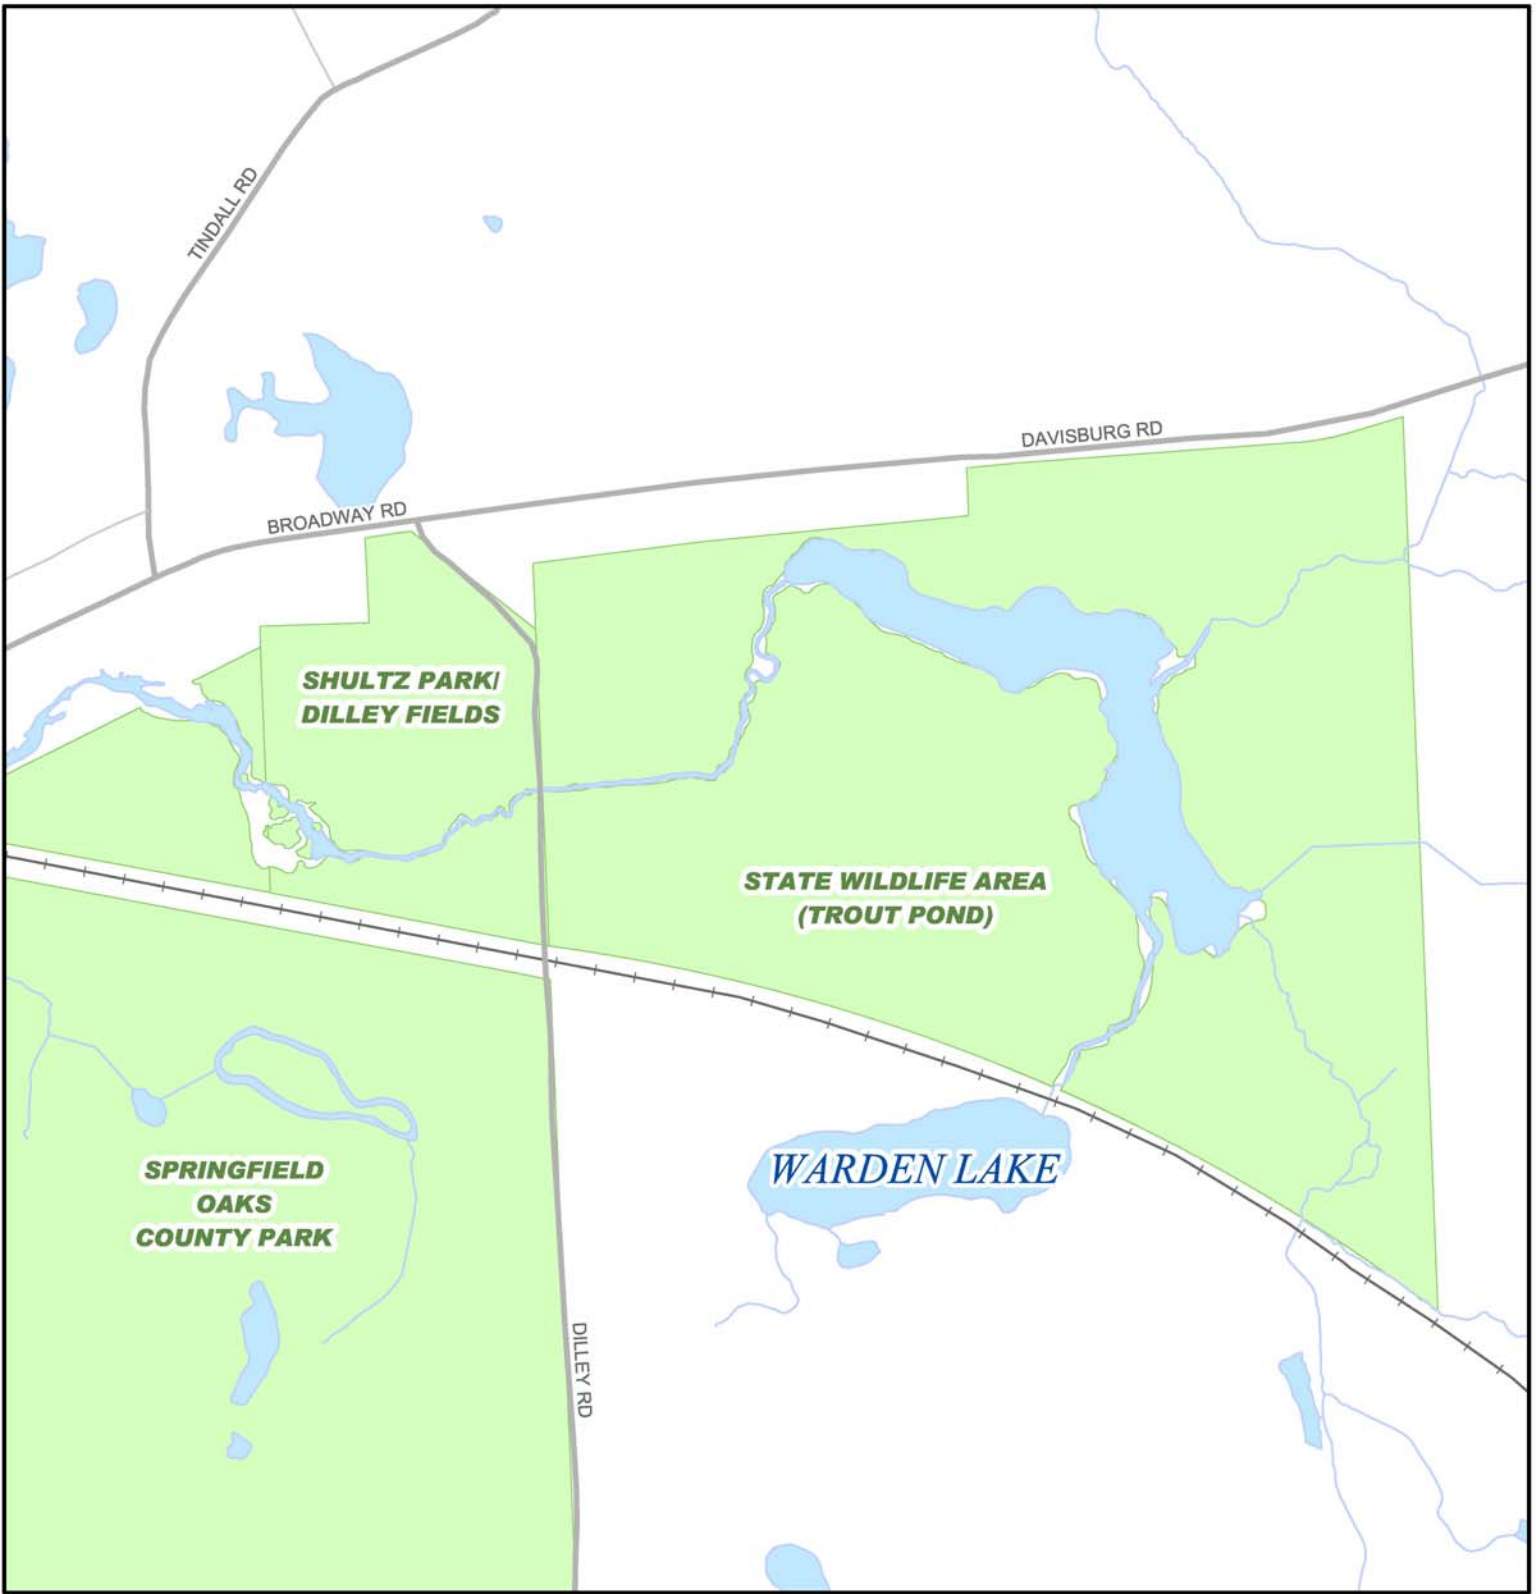 TINDALL RD
DAVISBURG RD
BROADWAY RD
SHULTZ PARK/
DILLEY FIELDS
STATE WILDLIFE AREA
(TROUT POND)
WARDEN LAKE
SPRINGFIELD
OAKS
COUNTY PARK
DILLEY RD